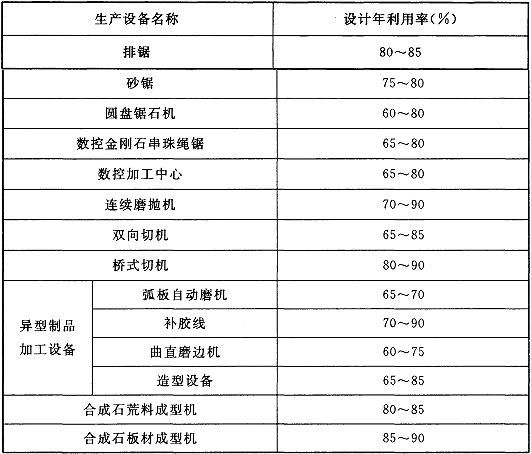 生产设备名称 设计年利用率(%)
排锯 80～85
砂锯 75～80
圆盘锯石机 60～80
数控金刚石串珠绳锯 65～80
数控加工中心 65～80
连续磨抛机 70～90
双向切机 65～85
桥式切机 80～90
异型制品加工设备 弧板自动磨机 65～70
补胶线 70～90
曲直磨边机 60～75
造型设备 65～85
合成石荒料成型机 80～85
合成石板材成型机 85～90